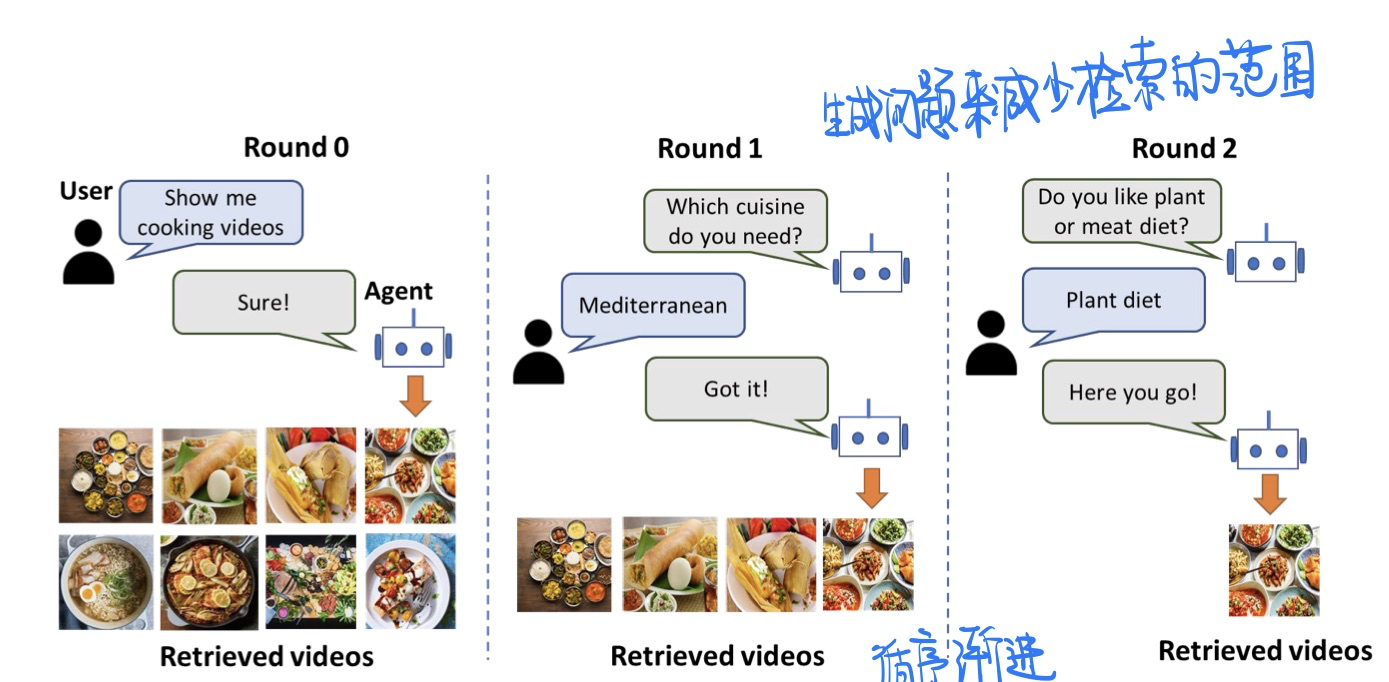 生成问题来减少检索的范围
Round 0
User
Show me
cooking videos
Sure!
Agent
Retrieved videos
Round 1
Which cuisine
do you need?
Mediterranean
Got it!
Retrieved videos
循序渐进
Round 2
Do you like plant
or meat diet?
Plant diet
Here you go!
Retrieved videos